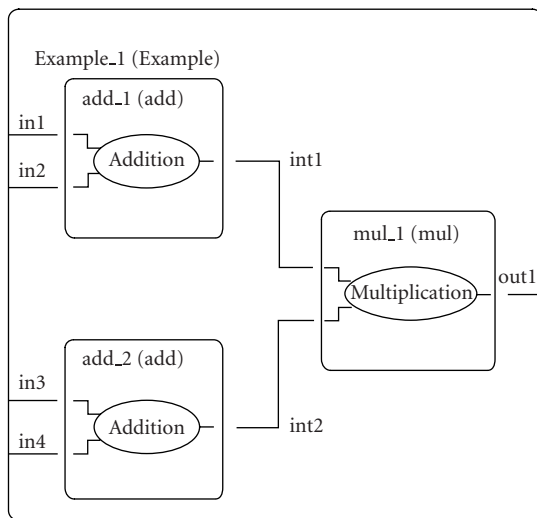 Example_1 (Example)
add_1 (add)
in1
Addition
in2
int1
mul_1 (mul)
out1
Multiplication
add_2 (add)
in3
Addition
int2
in4